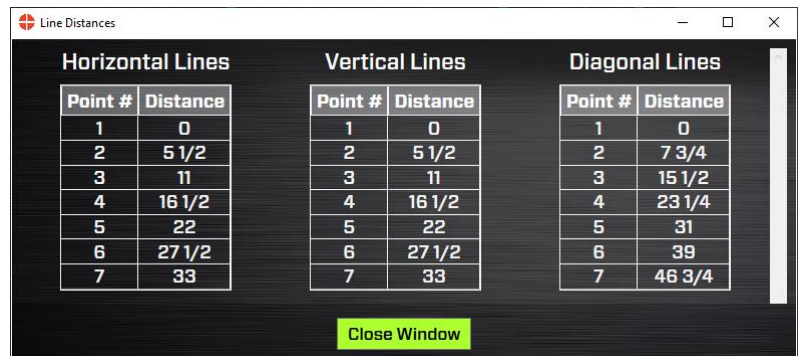 Line Distances
Horizontal Lines Vertical Lines Diagonal Lines
Point # Distance Point # Distance Point # Distance
1 0 1 0 1 0
2 5 1/2 2 5 1/2 2 7 3/4
3 11 3 11 3 15 1/2
4 16 1/2 4 16 1/2 4 23 1/4
5 22 5 22 5 31
6 27 1/2 6 27 1/2 6 39
7 33 7 33 7 46 3/4
Close Window